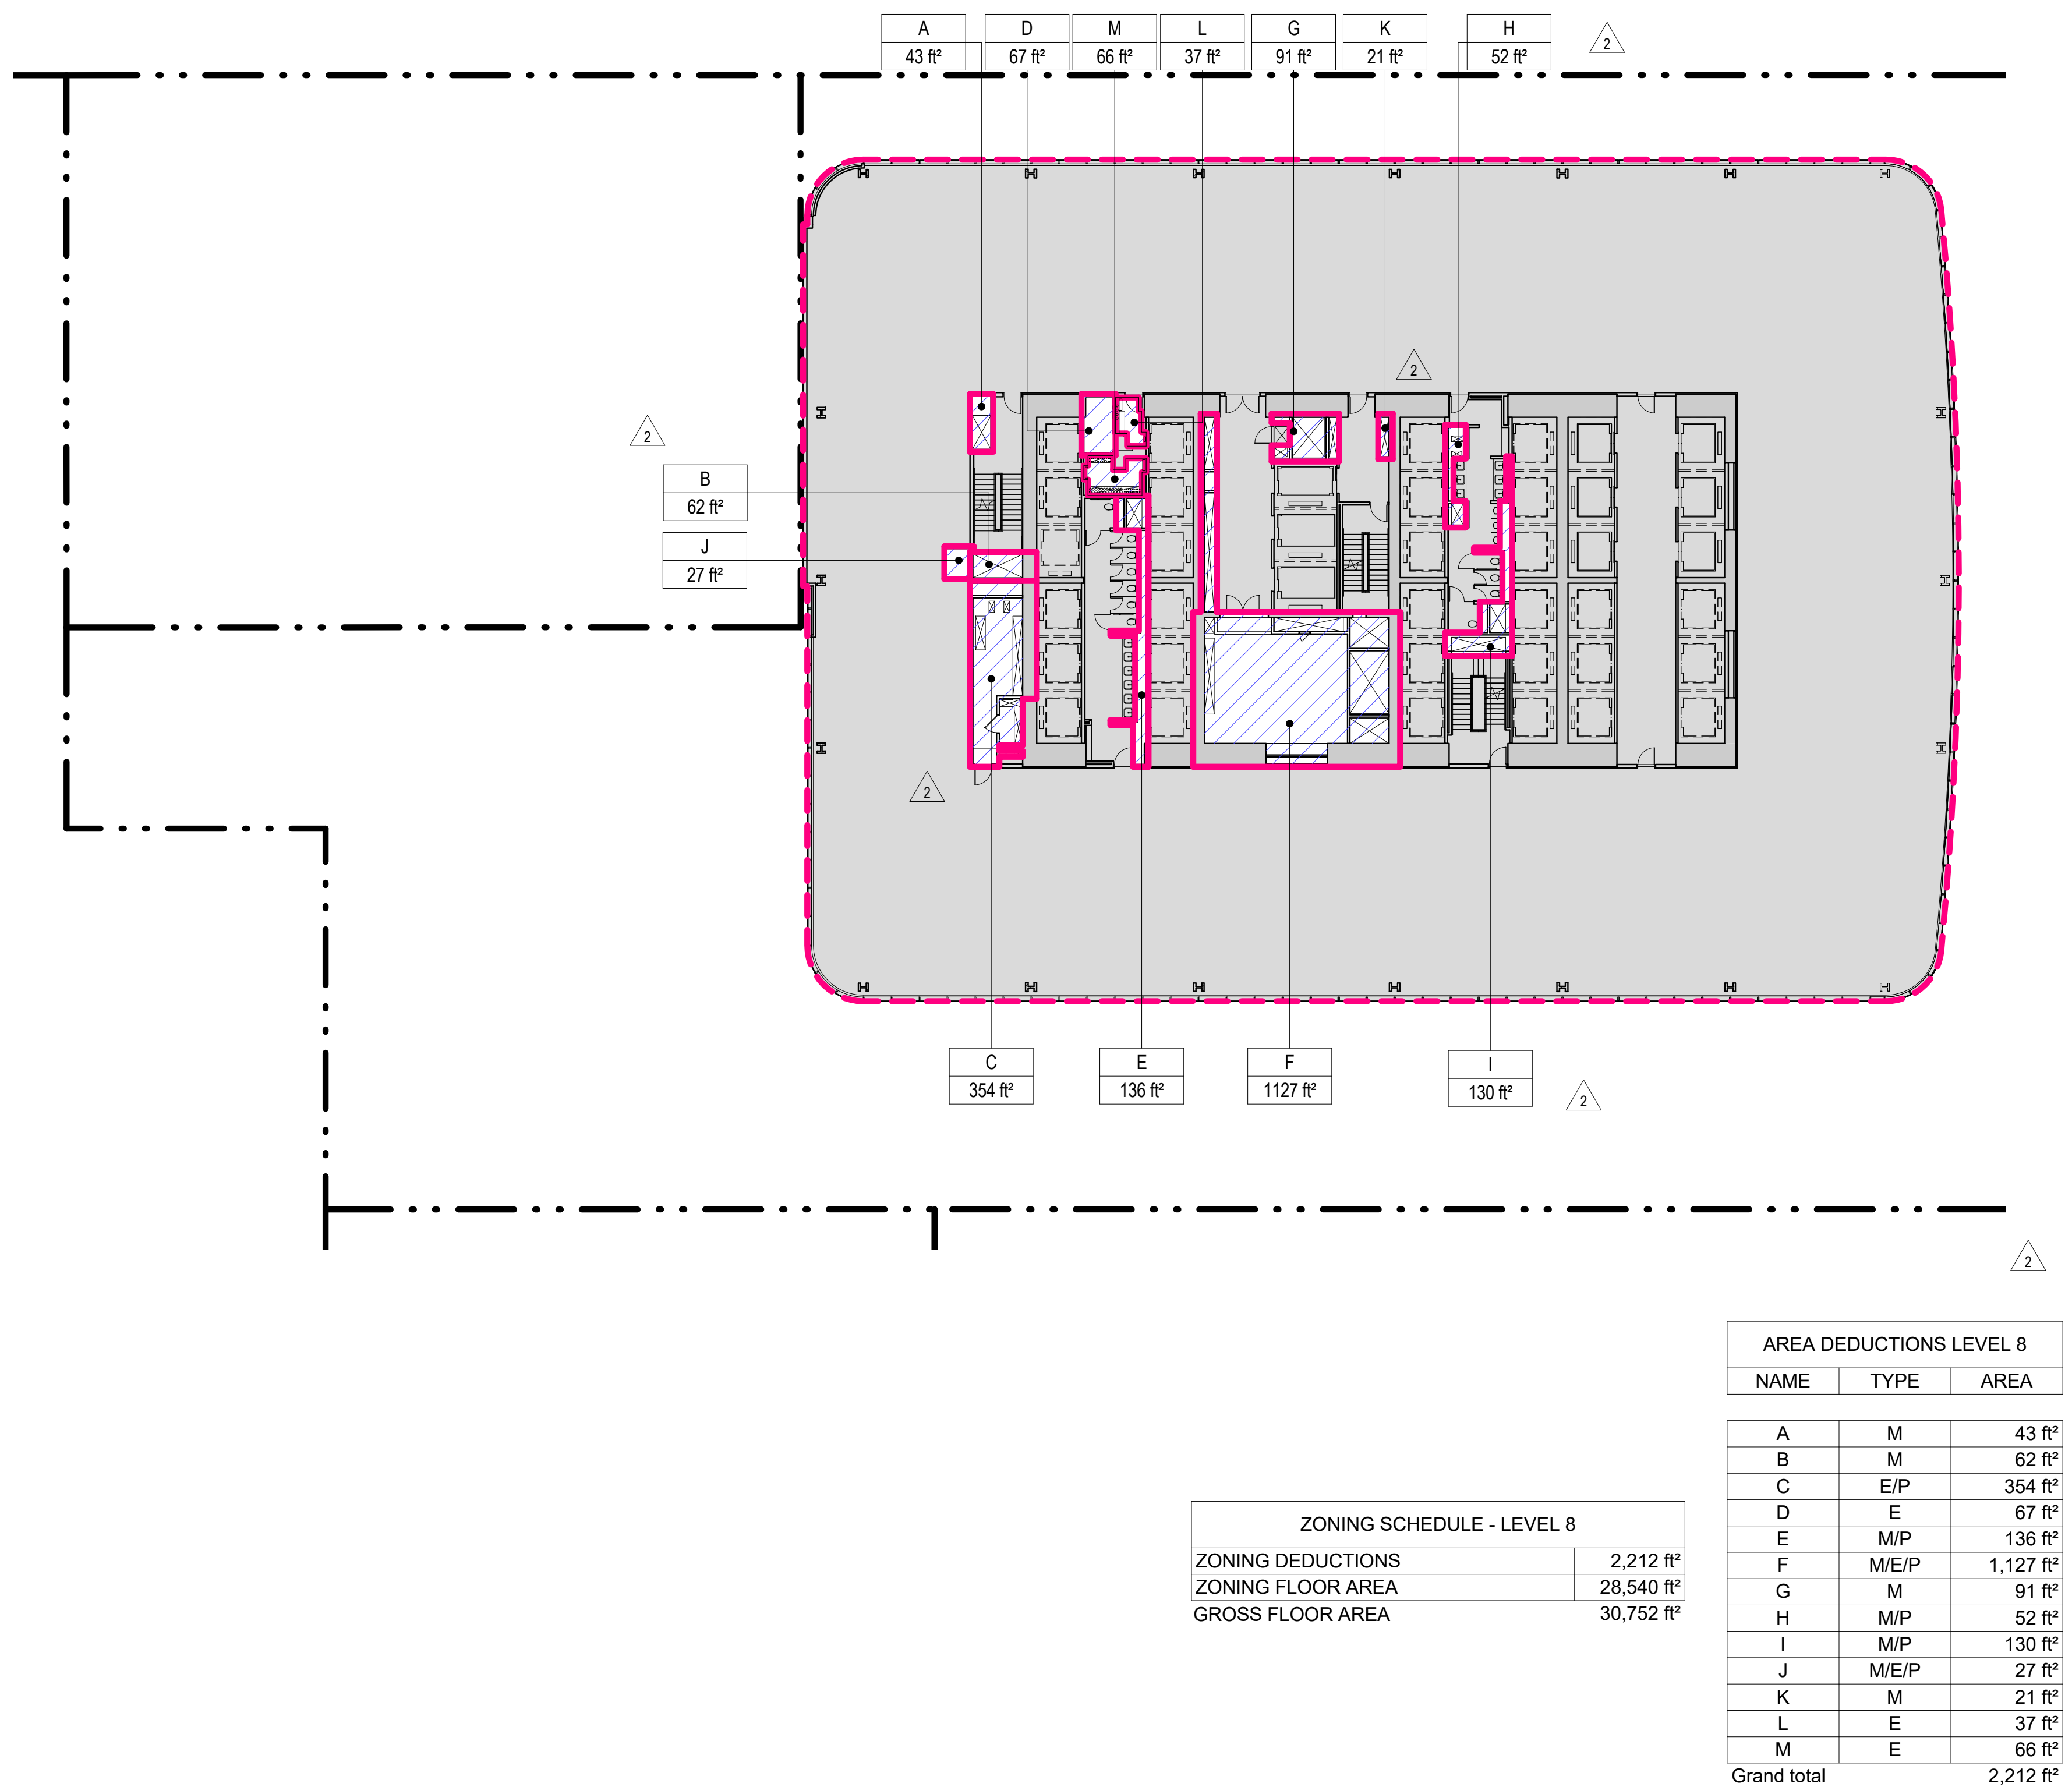 A D M L G K H
43 ft² 67 ft² 66 ft² 37 ft² 91 ft² 21 ft² 52 ft²
2
2
2
B
62 ft²
J
27 ft²
2
C E F I
354 ft² 136 ft² 1127 ft² 130 ft²
2
2
AREA DEDUCTIONS LEVEL 8
NAME TYPE AREA
A M 43 ft²
B M 62 ft²
C E/P 354 ft²
D E 67 ft²
E M/P 136 ft²
F M/E/P 1,127 ft²
G M 91 ft²
H M/P 52 ft²
I M/P 130 ft²
J M/E/P 27 ft²
K M 21 ft²
L E 37 ft²
M E 66 ft²
Grand total 2,212 ft²
ZONING SCHEDULE - LEVEL 8
ZONING DEDUCTIONS 2,212 ft²
ZONING FLOOR AREA 28,540 ft²
GROSS FLOOR AREA 30,752 ft²